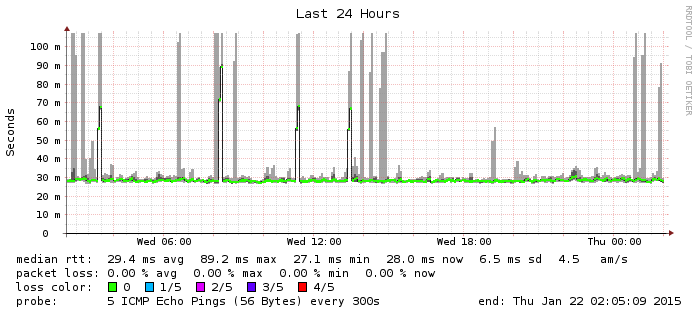 Last 24 Hours
RRDTOOL / TOBI OETIKER
Seconds
100 m
90 m
80 m
70 m
60 m
50 m
40 m
30 m
20 m
10 m
0
Wed 06:00 Wed 12:00 Wed 18:00 Thu 00:00
median rtt: 29.4 ms avg 89.2 ms max 27.1 ms min 28.0 ms now 6.5 ms sd 4.5 am/s
packet loss: 0.00 % avg 0.00 % max 0.00 % min 0.00 % now
loss color: 0 1/5 2/5 3/5 4/5
probe: 5 ICMP Echo Pings (56 Bytes) every 300s end: Thu Jan 22 02:05:09 2015